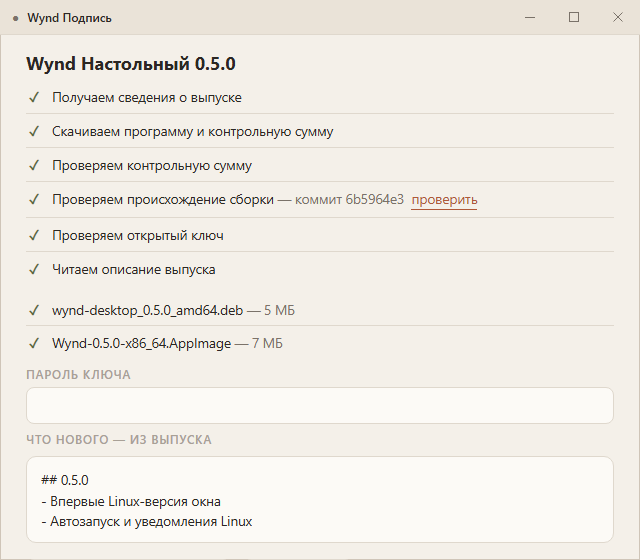 Wynd Подпись
Wynd Настольный 0.5.0
✓ Получаем сведения о выпуске
✓ Скачиваем программу и контрольную сумму
✓ Проверяем контрольную сумму
✓ Проверяем происхождение сборки — коммит 6b5964e3 проверить
✓ Проверяем открытый ключ
✓ Читаем описание выпуска
✓ wynd-desktop_0.5.0_amd64.deb — 5 МБ
✓ Wynd-0.5.0-x86_64.AppImage — 7 МБ
ПАРОЛЬ КЛЮЧА
ЧТО НОВОГО — ИЗ ВЫПУСКА
## 0.5.0
- Впервые Linux-версия окна
- Автозапуск и уведомления Linux